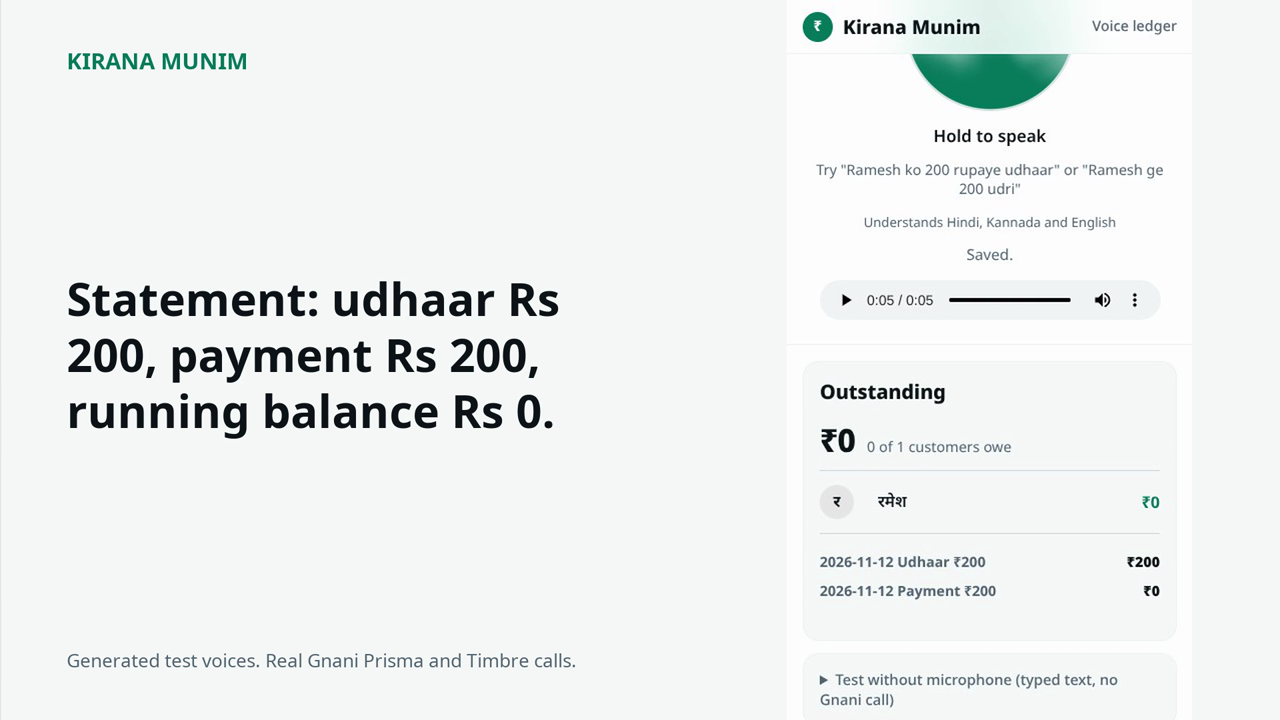 KIRANA MUNIM
Statement: udhaar Rs
200, payment Rs 200,
running balance Rs 0.
Generated test voices. Real Gnani Prisma and Timbre calls.
₹ Kirana Munim Voice ledger
Hold to speak
Try "Ramesh ko 200 rupaye udhaar" or "Ramesh ge
200 udri"
Understands Hindi, Kannada and English
Saved.
0:05 / 0:05
Outstanding
₹0 0 of 1 customers owe
र रमेश ₹0
2026-11-12 Udhaar ₹200 ₹200
2026-11-12 Payment ₹200 ₹0
Test without microphone (typed text, no
Gnani call)